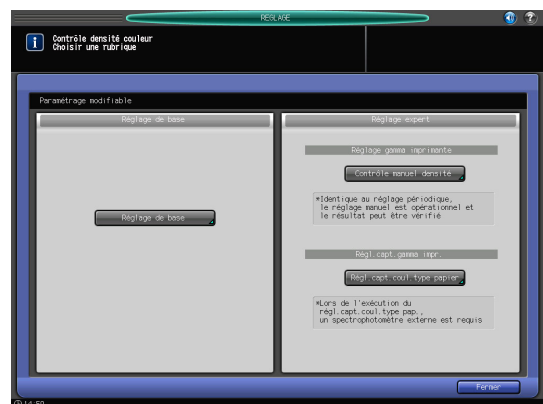 REGLAGE
Contrôle densité couleur
Choisir une rubrique
Paramétrage modifiable
Réglage de base
Réglage de base
Réglage expert
Réglage gamma imprimante
Contrôle manuel densité
*Identique au réglage périodique,
le réglage manuel est opérationnel et
le résultat peut être vérifié
Régl.capt.gamma impr.
Régl.capt.coul.type papier
*Lors de l'exécution du
régl.capt.coul.type pap.,
un spectrophotomètre externe est requis
Fermer
14:50